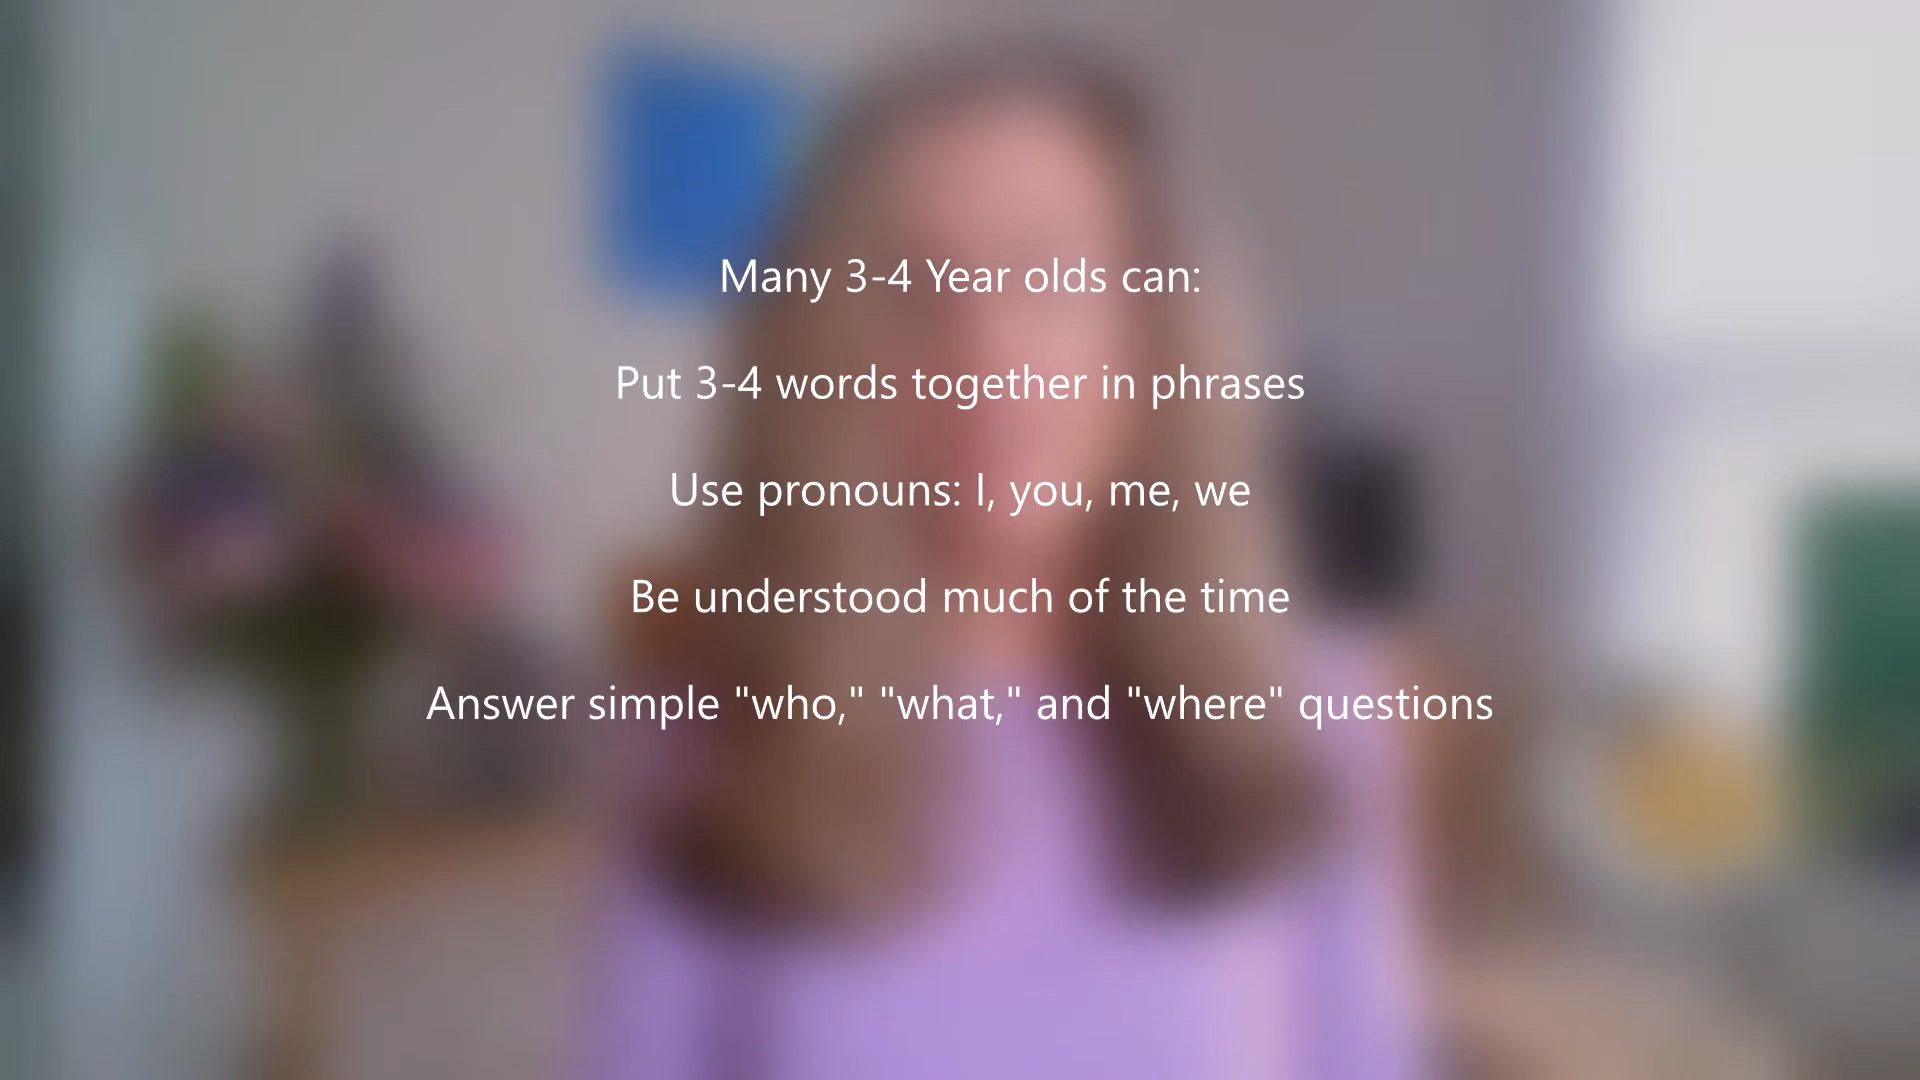 Many 3-4 Year olds can:
Put 3-4 words together in phrases
Use pronouns: I, you, me, we
Be understood much of the time
Answer simple "who," "what," and "where" questions